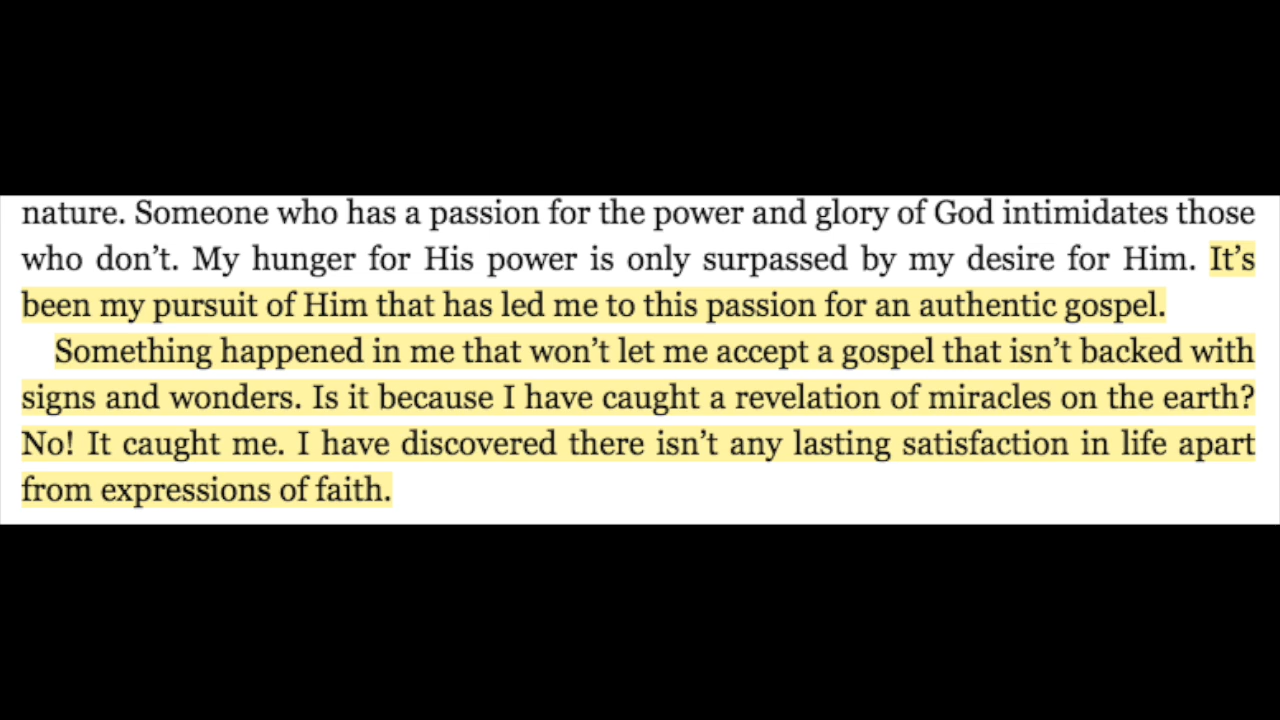 nature. Someone who has a passion for the power and glory of God intimidates those
who don’t. My hunger for His power is only surpassed by my desire for Him. It’s
been my pursuit of Him that has led me to this passion for an authentic gospel.
Something happened in me that won’t let me accept a gospel that isn’t backed with
signs and wonders. Is it because I have caught a revelation of miracles on the earth?
No! It caught me. I have discovered there isn’t any lasting satisfaction in life apart
from expressions of faith.